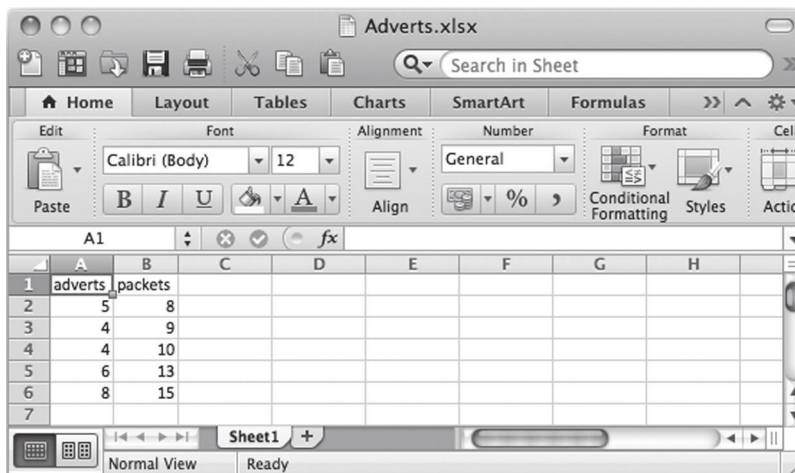 Adverts.xlsx
Search in Sheet
Home Layout Tables Charts SmartArt Formulas
Edit Font Alignment Number Format
Calibri (Body) 12 General
B I U A % ,
Paste Align Conditional Formatting Styles
A1 fx
A B C D E F G H
1 adverts packets
2 5 8
3 4 9
4 4 10
5 6 13
6 8 15
7
Sheet1 +
Normal View Ready